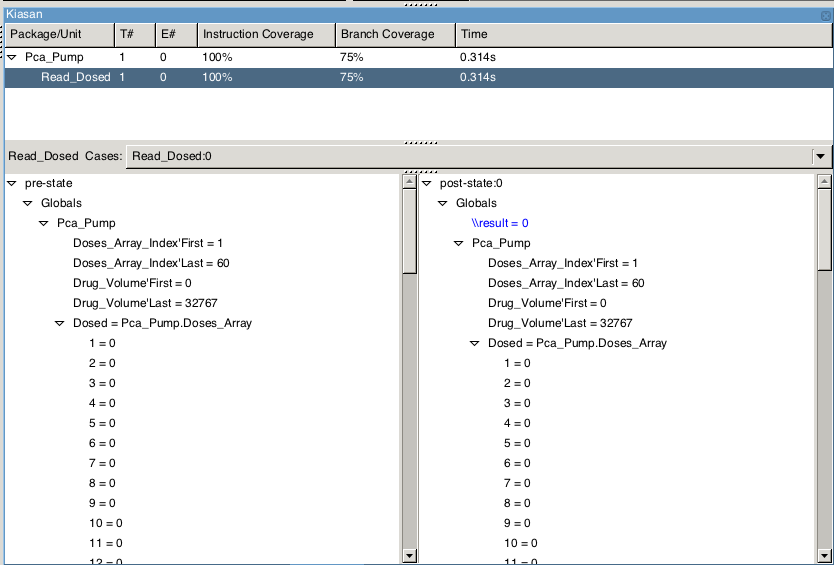 Kiasan
Package/Unit T# E# Instruction Coverage Branch Coverage Time
Pca_Pump 1 0 100% 75% 0.314s
Read_Dosed 1 0 100% 75% 0.314s
Read_Dosed Cases: Read_Dosed:0
pre-state
Globals
Pca_Pump
Doses_Array_Index'First = 1
Doses_Array_Index'Last = 60
Drug_Volume'First = 0
Drug_Volume'Last = 32767
Dosed = Pca_Pump.Doses_Array
1 = 0
2 = 0
3 = 0
4 = 0
5 = 0
6 = 0
7 = 0
8 = 0
9 = 0
10 = 0
11 = 0
12 = 0
post-state:0
Globals
\\result = 0
Pca_Pump
Doses_Array_Index'First = 1
Doses_Array_Index'Last = 60
Drug_Volume'First = 0
Drug_Volume'Last = 32767
Dosed = Pca_Pump.Doses_Array
1 = 0
2 = 0
3 = 0
4 = 0
5 = 0
6 = 0
7 = 0
8 = 0
9 = 0
10 = 0
11 = 0